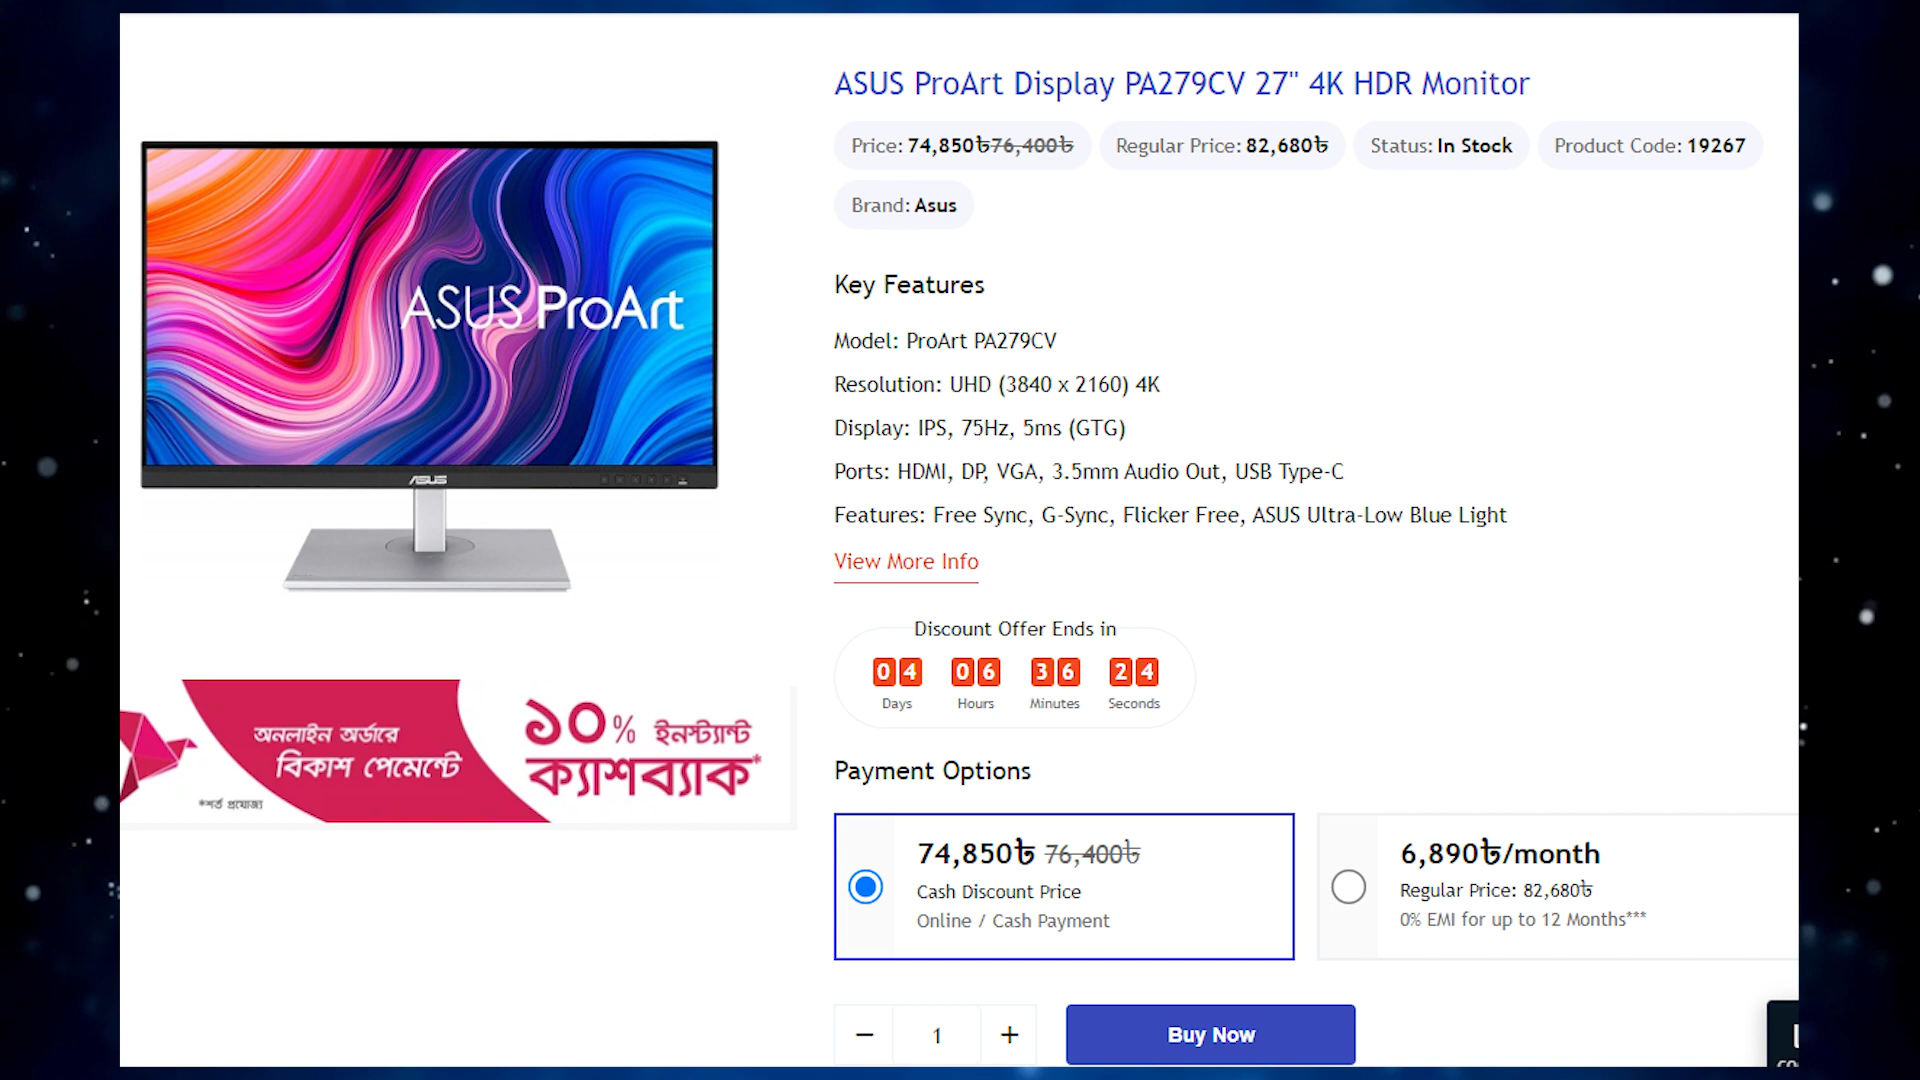 ASUS ProArt Display PA279CV 27" 4K HDR Monitor
Price: 74,850৳76,400৳ Regular Price: 82,680৳ Status: In Stock Product Code: 19267
Brand: Asus
ASUS ProArt
ASUS
Key Features
Model: ProArt PA279CV
Resolution: UHD (3840 x 2160) 4K
Display: IPS, 75Hz, 5ms (GTG)
Ports: HDMI, DP, VGA, 3.5mm Audio Out, USB Type-C
Features: Free Sync, G-Sync, Flicker Free, ASUS Ultra-Low Blue Light
View More Info
Discount Offer Ends in
04 06 36 24
Days Hours Minutes Seconds
অনলাইন অর্ডারে
বিকাশ পেমেন্টে
*শর্ত প্রযোজ্য
১০% ইনস্ট্যান্ট
ক্যাশব্যাক*
Payment Options
74,850৳ 76,400৳
Cash Discount Price
Online / Cash Payment
6,890৳/month
Regular Price: 82,680৳
0% EMI for up to 12 Months***
− 1 +
Buy Now